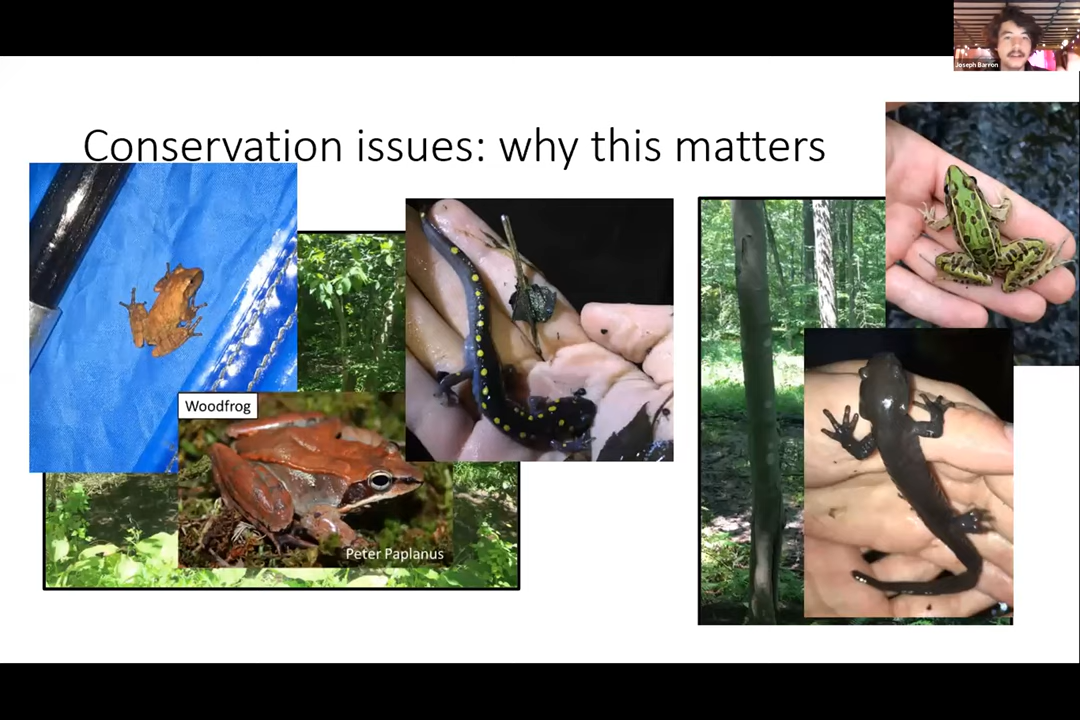 Joseph Barron
Conservation issues: why this matters
Woodfrog
Peter Paplanus